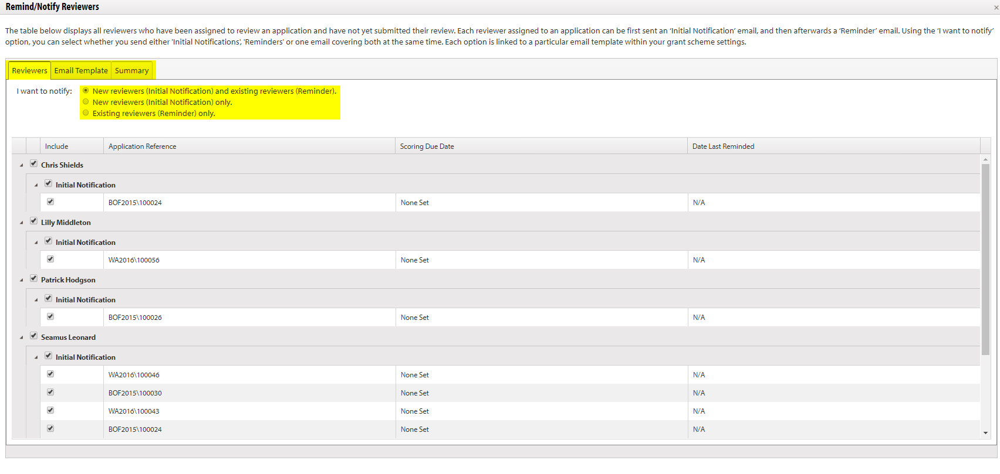 Remind/Notify Reviewers
The table below displays all reviewers who have been assigned to review an application and have not yet submitted their review. Each reviewer assigned to an application can be first sent an ‘Initial Notification’ email, and then afterwards a ‘Reminder’ email. Using the ‘I want to notify’
option, you can select whether you send either 'Initial Notifications', 'Reminders' or one email covering both at the same time. Each option is linked to a particular email template within your grant scheme settings.
Reviewers Email Template Summary
I want to notify: New reviewers (Initial Notification) and existing reviewers (Reminder).
New reviewers (Initial Notification) only.
Existing reviewers (Reminder) only.
Include Application Reference Scoring Due Date Date Last Reminded
Chris Shields
Initial Notification
BOF2015\100024 None Set N/A
Lilly Middleton
Initial Notification
WA2016\100056 None Set N/A
Patrick Hodgson
Initial Notification
BOF2015\100026 None Set N/A
Seamus Leonard
Initial Notification
WA2016\100046 None Set N/A
BOF2015\100030 None Set N/A
WA2016\100043 None Set N/A
BOF2015\100024 None Set N/A